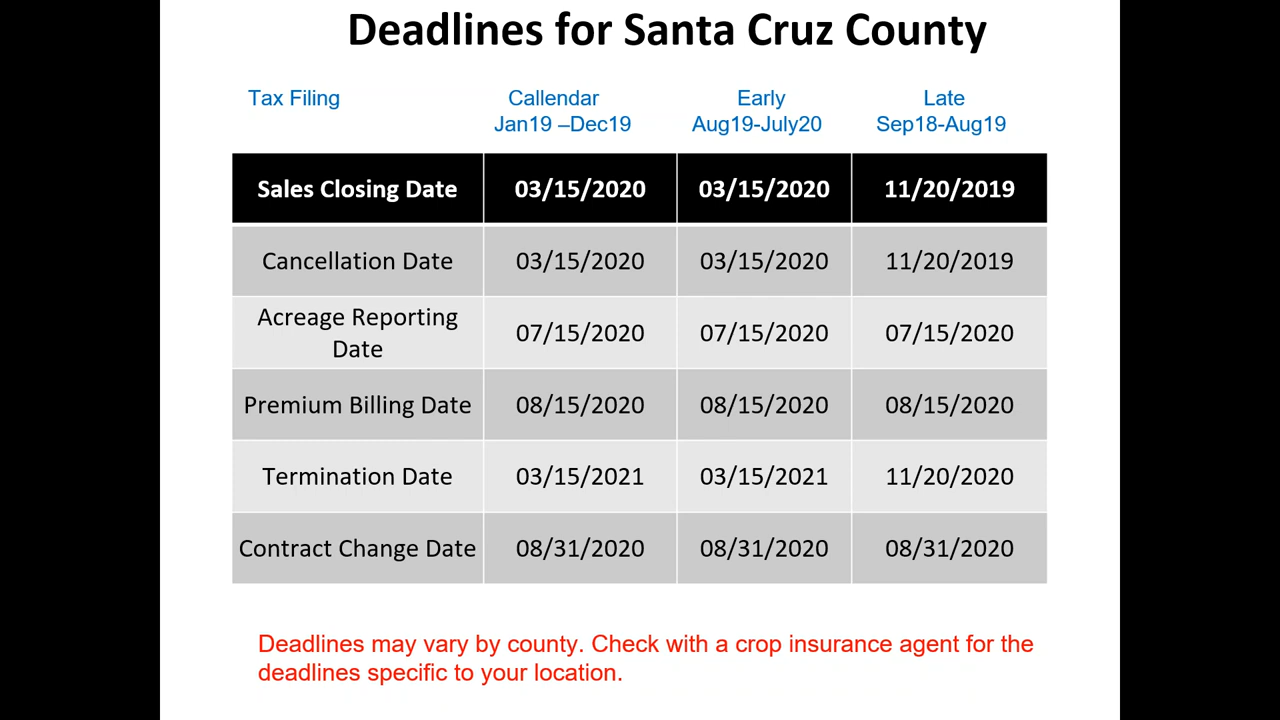 Deadlines for Santa Cruz County
Tax Filing Callendar Early Late
Jan19 –Dec19 Aug19-July20 Sep18-Aug19
Sales Closing Date 03/15/2020 03/15/2020 11/20/2019
Cancellation Date 03/15/2020 03/15/2020 11/20/2019
Acreage Reporting
Date 07/15/2020 07/15/2020 07/15/2020
Premium Billing Date 08/15/2020 08/15/2020 08/15/2020
Termination Date 03/15/2021 03/15/2021 11/20/2020
Contract Change Date 08/31/2020 08/31/2020 08/31/2020
Deadlines may vary by county. Check with a crop insurance agent for the
deadlines specific to your location.